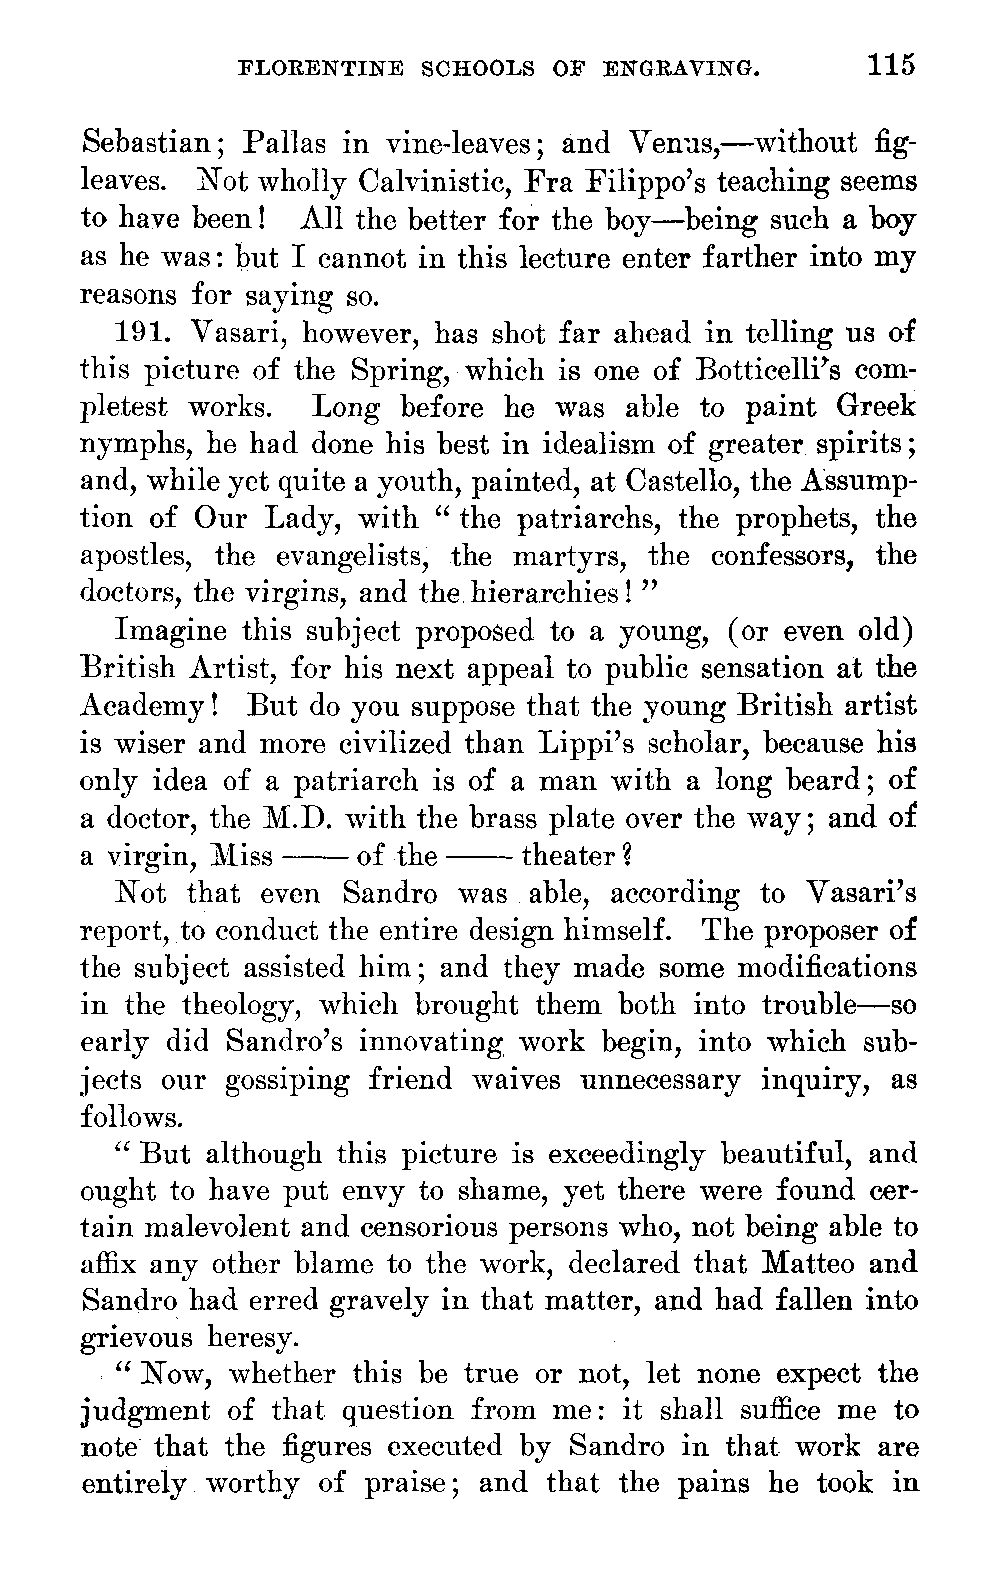 FLORENTINE SCHOOLS OF ENGRAVING. 115
Sebastian; Pallas in vine-leaves; and Venus,—without fig-
leaves. Not wholly Calvinistic, Fra Filippo's teaching seems
to have been! All the better for the boy—being such a boy
as he was: but I cannot in this lecture enter farther into my
reasons for saying so.
191. Vasari, however, has shot far ahead in telling us of
this picture of the Spring, which is one of Botticelli's com-
pletest works. Long before he was able to paint Greek
nymphs, he had done his best in idealism of greater spirits;
and, while yet quite a youth, painted, at Castello, the Assump-
tion of Our Lady, with “ the patriarchs, the prophets, the
apostles, the evangelists, the martyrs, the confessors, the
doctors, the virgins, and the hierarchies! ”
Imagine this subject proposed to a young, (or even old)
British Artist, for his next appeal to public sensation at the
Academy! But do you suppose that the young British artist
is wiser and more civilized than Lippi's scholar, because his
only idea of a patriarch is of a man with a long beard; of
a doctor, the M.D. with the brass plate over the way; and of
a virgin, Miss —— of the —— theater?
Not that even Sandro was able, according to Vasari's
report, to conduct the entire design himself. The proposer of
the subject assisted him; and they made some modifications
in the theology, which brought them both into trouble—so
early did Sandro's innovating work begin, into which sub-
jects our gossiping friend waives unnecessary inquiry, as
follows.
“ But although this picture is exceedingly beautiful, and
ought to have put envy to shame, yet there were found cer-
tain malevolent and censorious persons who, not being able to
affix any other blame to the work, declared that Matteo and
Sandro had erred gravely in that matter, and had fallen into
grievous heresy.
“ Now, whether this be true or not, let none expect the
judgment of that question from me: it shall suffice me to
note that the figures executed by Sandro in that work are
entirely worthy of praise; and that the pains he took in